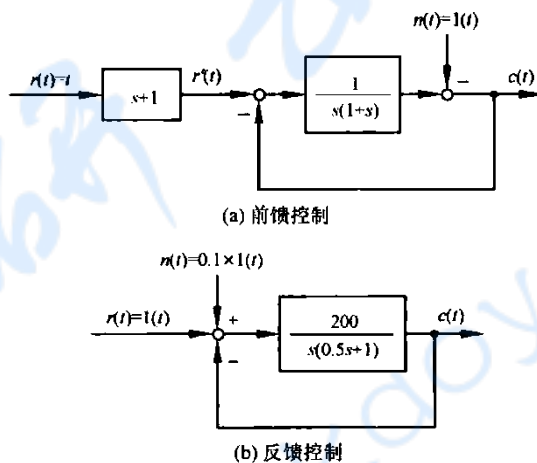 n(t)=1(t)
r(t)=t
s+1
r'(t)
1
s(1+s)
c(t)
(a) 前馈控制
n(t)=0.1×1(t)
r(t)=1(t)
+
200
s(0.5s+1)
c(t)
−
(b) 反馈控制